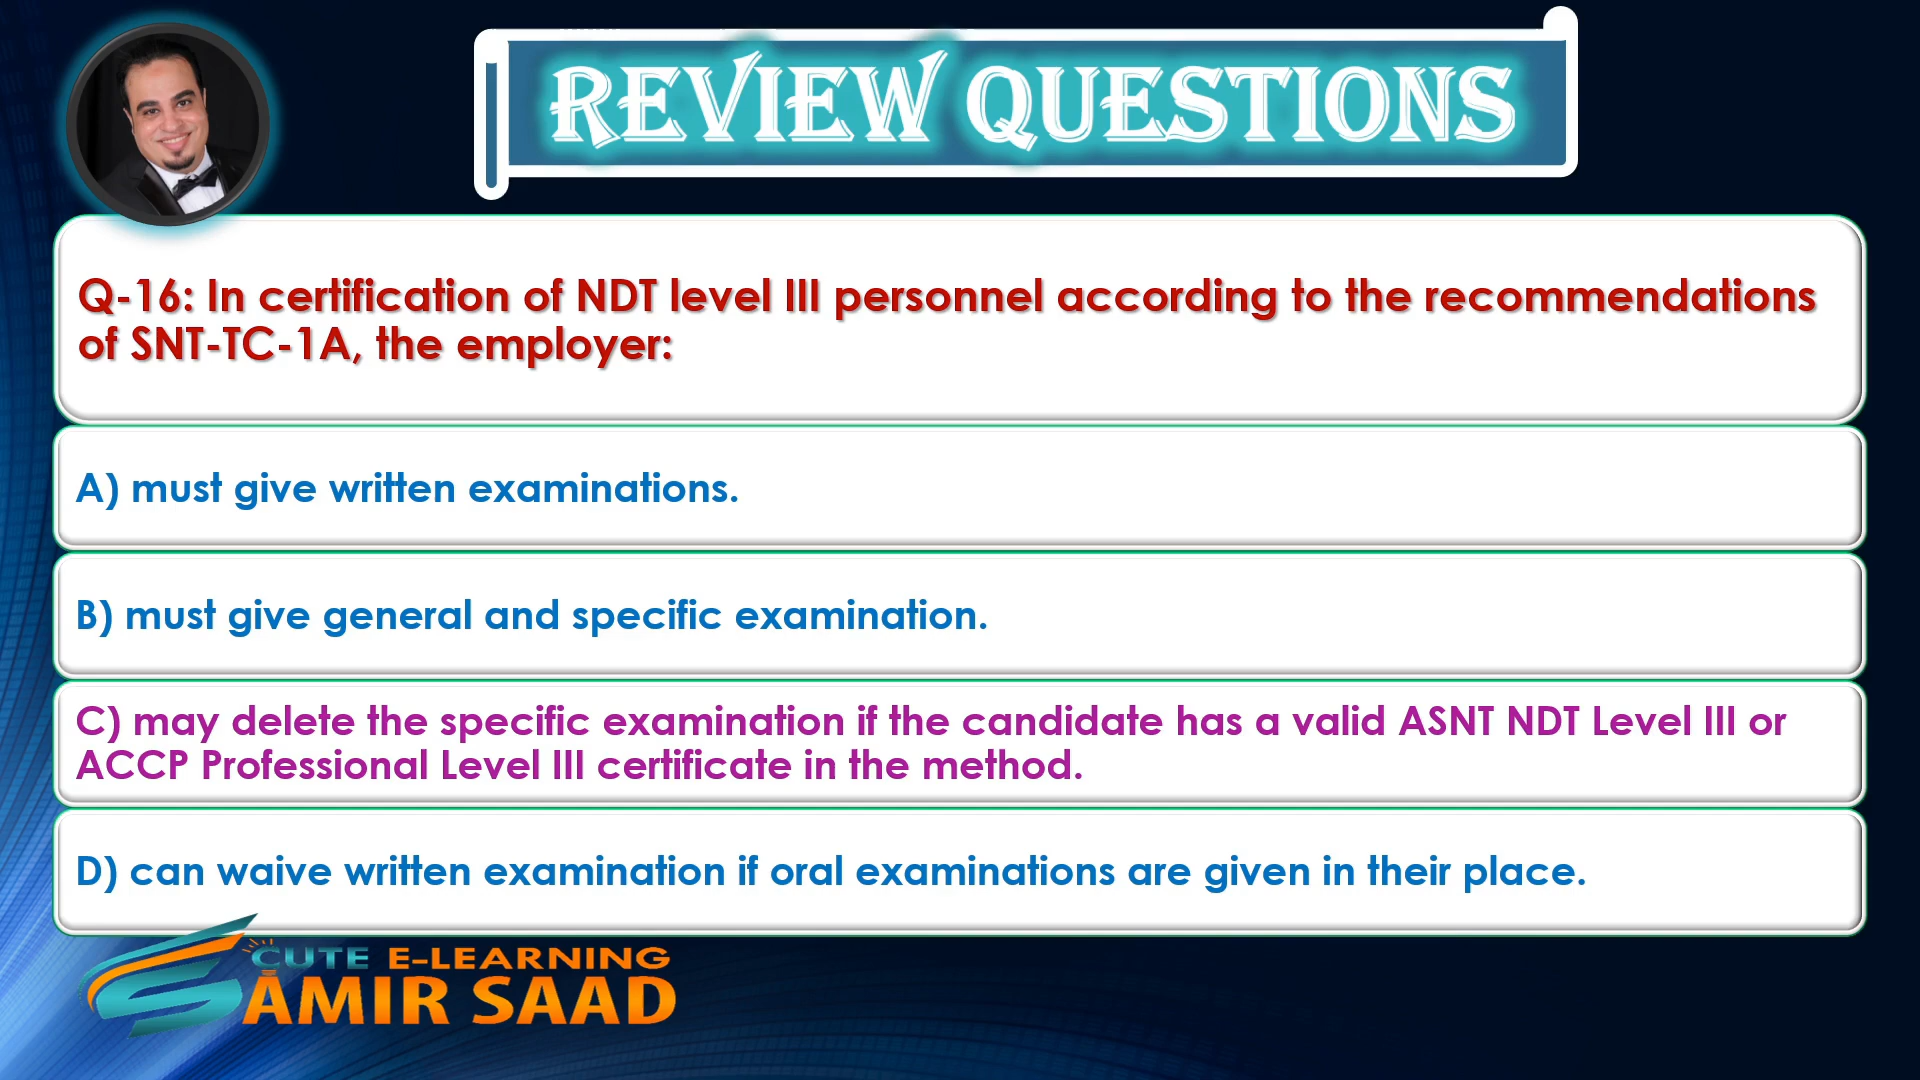 REVIEW QUESTIONS
Q-16: In certification of NDT level III personnel according to the recommendations
of SNT-TC-1A, the employer:
A) must give written examinations.
B) must give general and specific examination.
C) may delete the specific examination if the candidate has a valid ASNT NDT Level III or
ACCP Professional Level III certificate in the method.
D) can waive written examination if oral examinations are given in their place.
CUTE E-LEARNING
AMIR SAAD